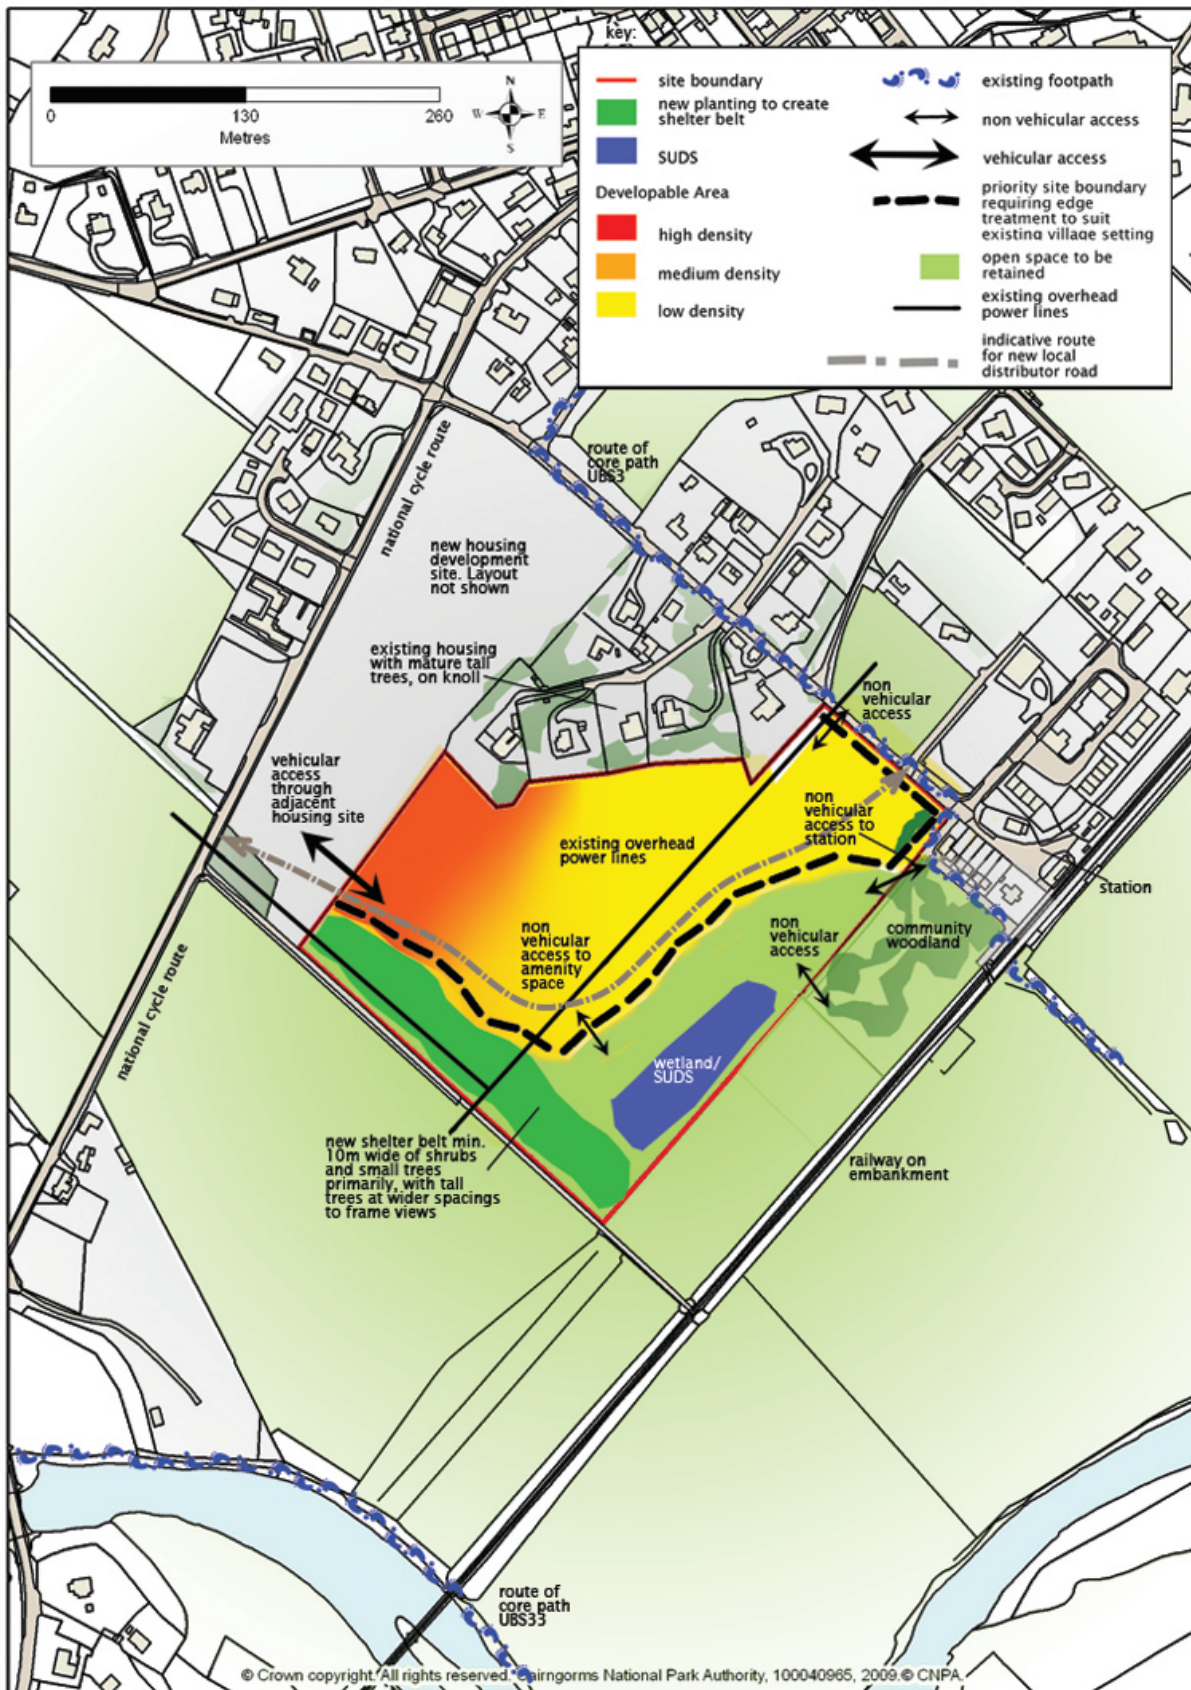 key:
site boundary
new planting to create
shelter belt
SUDS
Developable Area
high density
medium density
low density
existing footpath
non vehicular access
vehicular access
priority site boundary
requiring edge
treatment to suit
existing village setting
open space to be
retained
existing overhead
power lines
indicative route
for new local
distributor road
N
W
E
S
0
130
260
Metres
national cycle route
route of
core path
UBS3
new housing
development
site. Layout
not shown
existing housing
with mature tall
trees, on knoll
non
vehicular
access
vehicular
access
through
adjacent
housing site
non
vehicular
access to
station
existing overhead
power lines
station
non
vehicular
access to
amenity
space
non
vehicular
access
community
woodland
national cycle route
wetland/
SUDS
new shelter belt min.
10m wide of shrubs
and small trees
primarily, with tall
trees at wider spacings
to frame views
railway on
embankment
route of
core path
UBS33
© Crown copyright. All rights reserved. Cairngorms National Park Authority, 100040965, 2009.© CNPA.